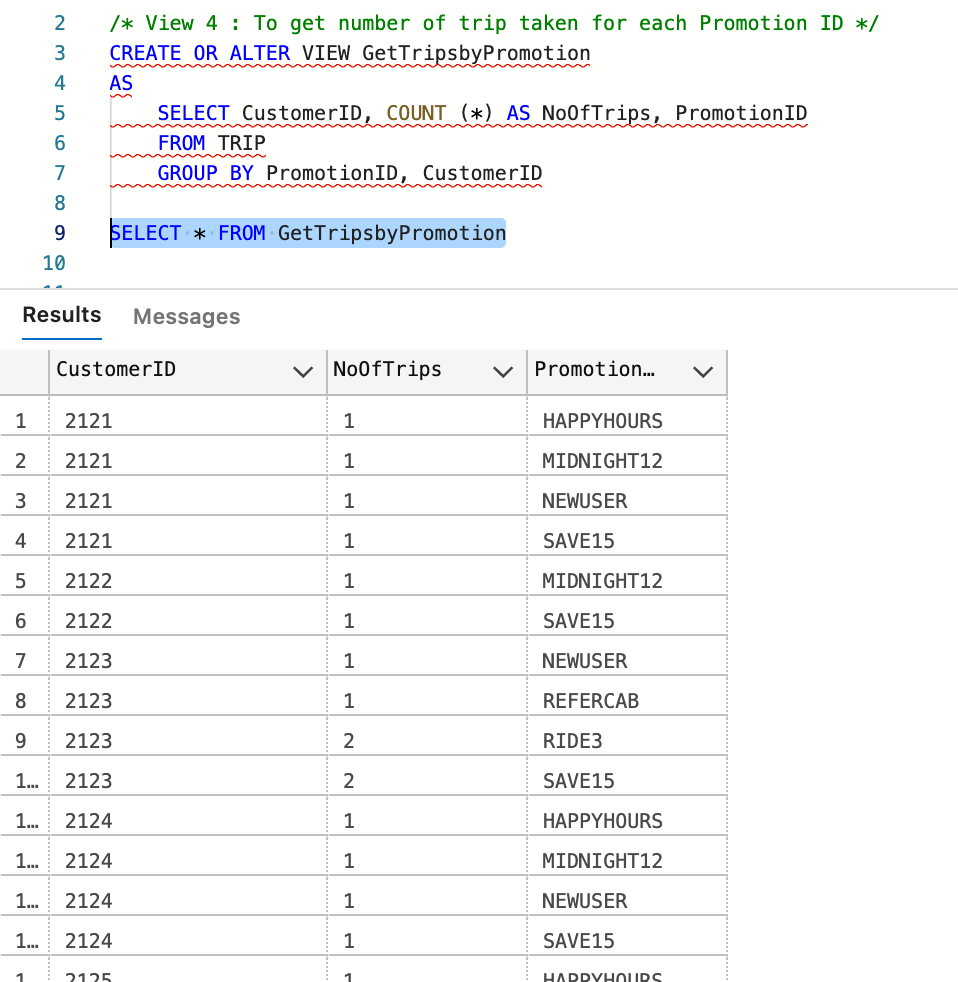 2 /* View 4 : To get number of trip taken for each Promotion ID */
3 CREATE OR ALTER VIEW GetTripsbyPromotion
4 AS
5 SELECT CustomerID, COUNT (*) AS NoOfTrips, PromotionID
6 FROM TRIP
7 GROUP BY PromotionID, CustomerID
8
9 SELECT * FROM GetTripsbyPromotion
10
Results Messages
CustomerID NoOfTrips Promotion…
1 2121 1 HAPPYHOURS
2 2121 1 MIDNIGHT12
3 2121 1 NEWUSER
4 2121 1 SAVE15
5 2122 1 MIDNIGHT12
6 2122 1 SAVE15
7 2123 1 NEWUSER
8 2123 1 REFERCAB
9 2123 2 RIDE3
1… 2123 2 SAVE15
1… 2124 1 HAPPYHOURS
1… 2124 1 MIDNIGHT12
1… 2124 1 NEWUSER
1… 2124 1 SAVE15
1 2125 1 HAPPYHOURS